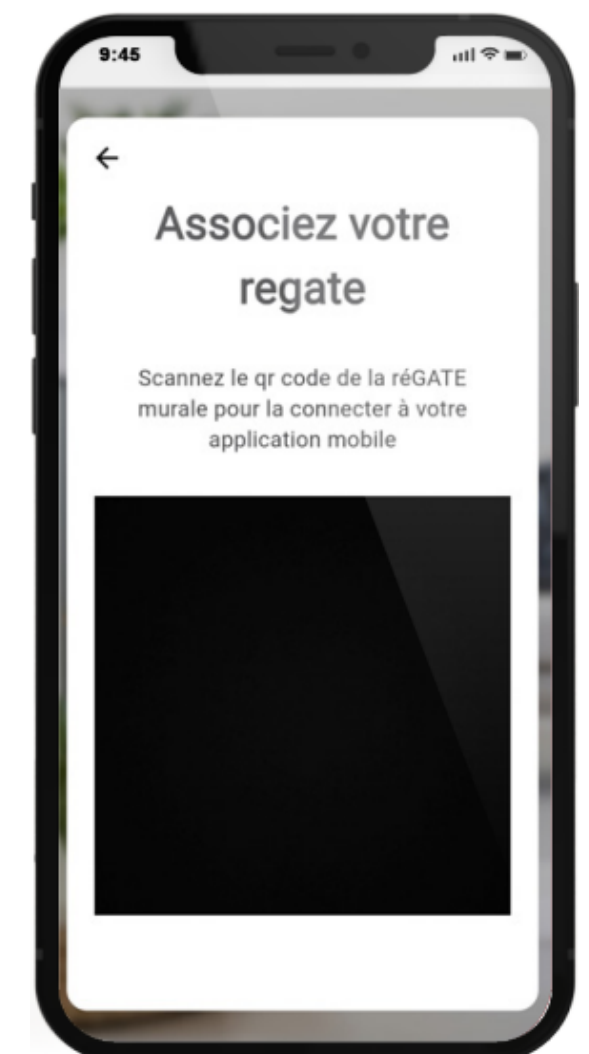 9:45
Associez votre
regate
Scannez le qr code de la réGATE
murale pour la connecter à votre
application mobile